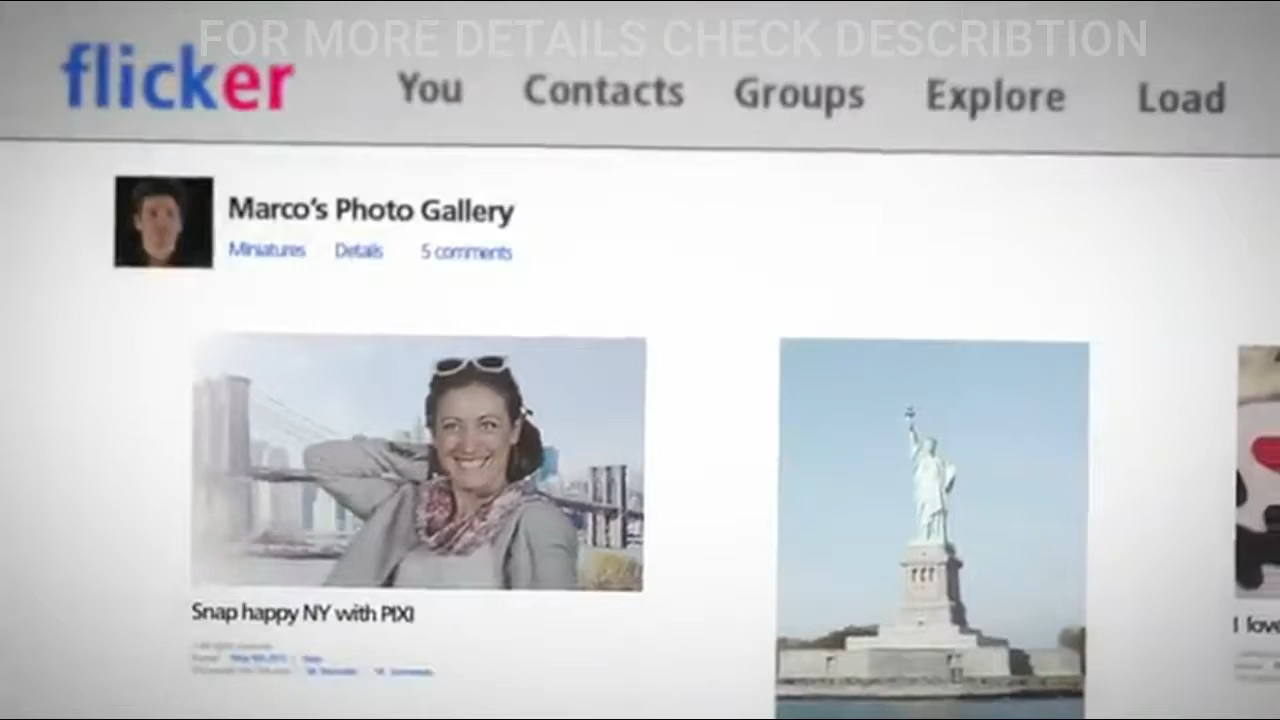 FOR MORE DETAILS CHECK DESCRIBTION
flicker
You Contacts Groups Explore Load
Marco's Photo Gallery
Miniatures Details 5 comments
Snap happy NY with PIXI
I love